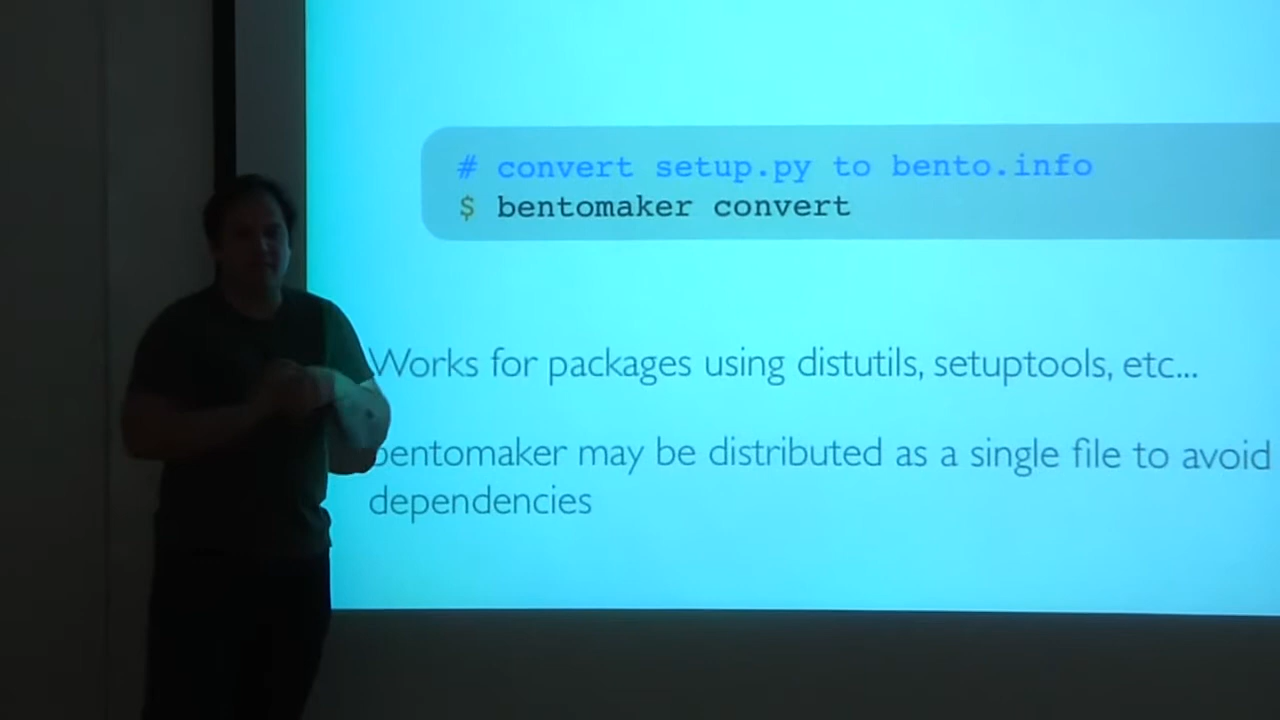 # convert setup.py to bento.info
$ bentomaker convert
Works for packages using distutils, setuptools, etc...
bentomaker may be distributed as a single file to avoid
dependencies